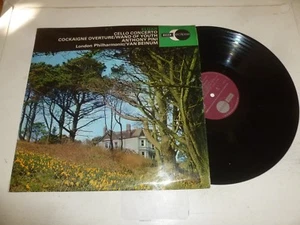 CELLO CONCERTO
COCKAIGNE OVERTURE/WAND OF YOUTH
ANTHONY PINI
London Philharmonic/VAN BEINUM